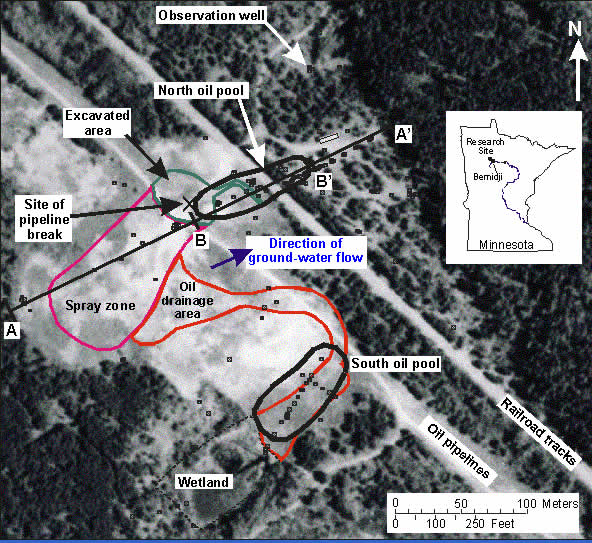 Observation well
N
North oil pool
Excavated
area
A'
Research
Site
Bemidji
Minnesota
B'
Site of
pipeline
break
B
Direction of
ground-water flow
Oil
drainage
area
Spray zone
A
South oil pool
Railroad tracks
Oil pipelines
Wetland
0 50 100 Meters
0 100 250 Feet